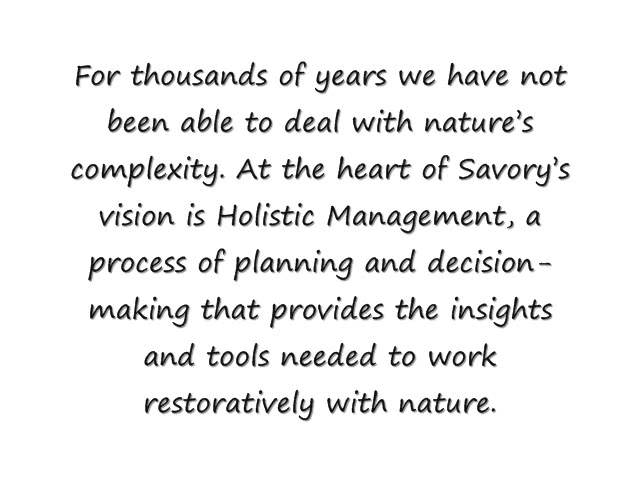 For thousands of years we have not
been able to deal with nature’s
complexity. At the heart of Savory’s
vision is Holistic Management, a
process of planning and decision-
making that provides the insights
and tools needed to work
restoratively with nature.